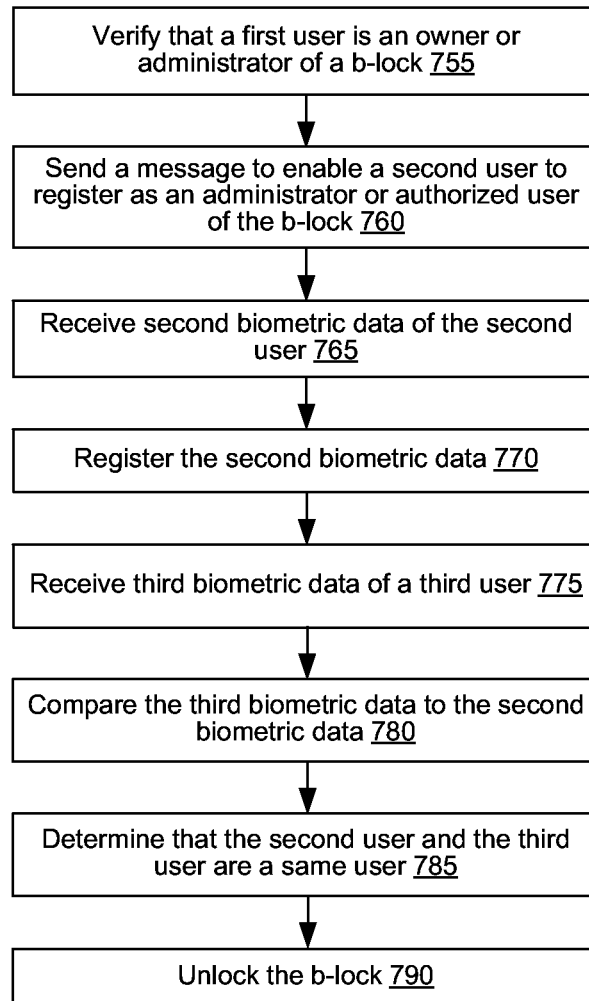 Verify that a first user is an owner or
administrator of a b-lock 755
Send a message to enable a second user to
register as an administrator or authorized user
of the b-lock 760
Receive second biometric data of the second
user 765
Register the second biometric data 770
Receive third biometric data of a third user 775
Compare the third biometric data to the second
biometric data 780
Determine that the second user and the third
user are a same user 785
Unlock the b-lock 790